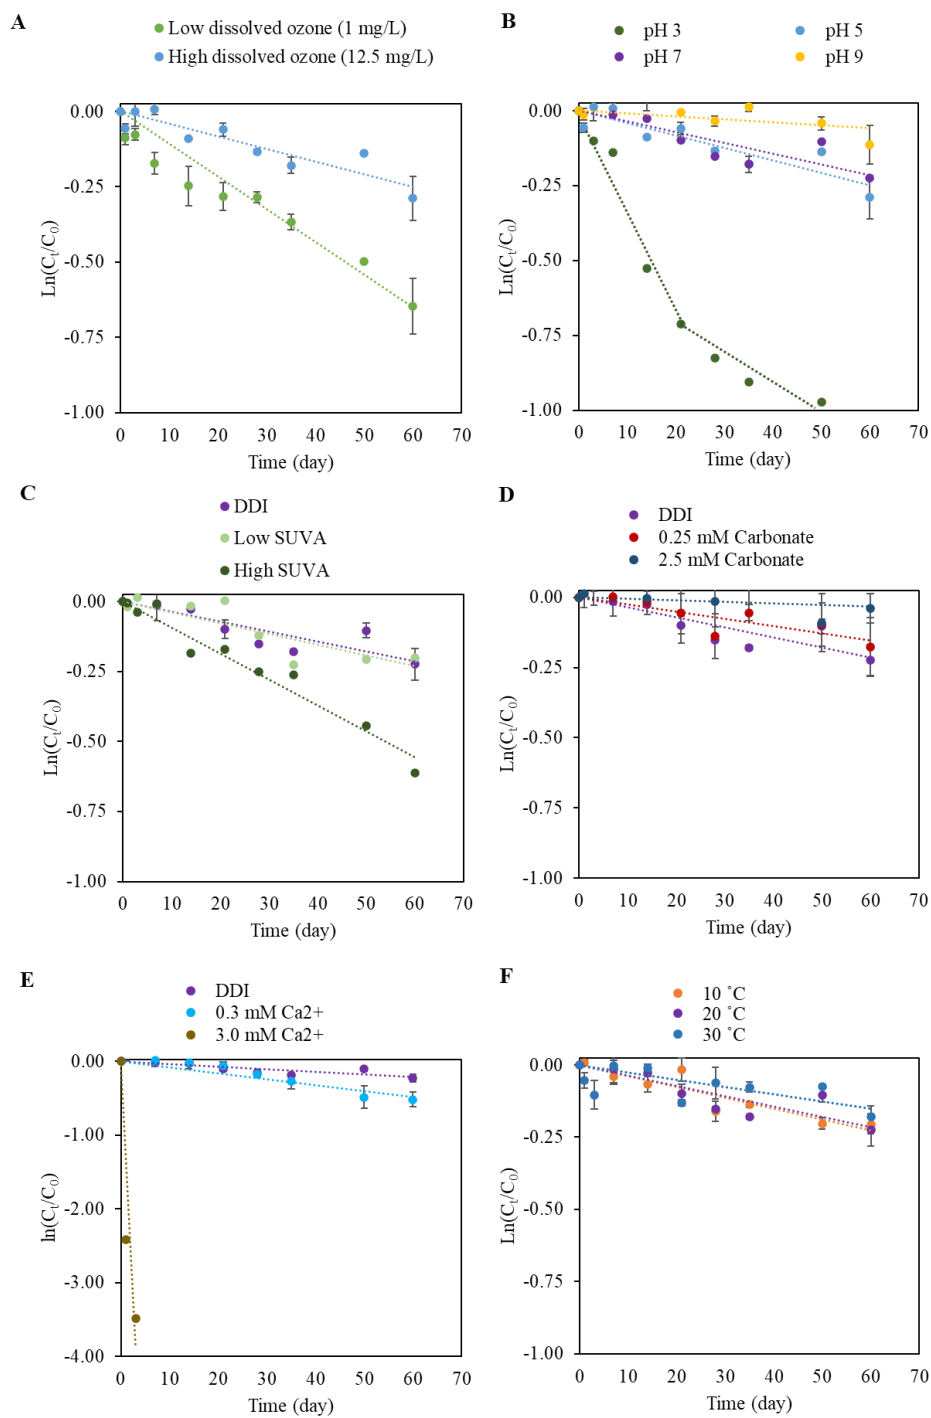 A
Low dissolved ozone (1 mg/L)
High dissolved ozone (12.5 mg/L)
0.00
-0.25
-0.50
-0.75
-1.00
Ln(Cₜ/C₀)
0 10 20 30 40 50 60 70
Time (day)
B
pH 3 pH 5
pH 7 pH 9
0.00
-0.25
-0.50
-0.75
-1.00
Ln(Cₜ/C₀)
0 10 20 30 40 50 60 70
Time (day)
C
DDI
Low SUVA
High SUVA
0.00
-0.25
-0.50
-0.75
-1.00
Ln(Cₜ/C₀)
0 10 20 30 40 50 60 70
Time (day)
D
DDI
0.25 mM Carbonate
2.5 mM Carbonate
0.00
-0.25
-0.50
-0.75
-1.00
Ln(Cₜ/C₀)
0 10 20 30 40 50 60 70
Time (day)
E
DDI
0.3 mM Ca2+
3.0 mM Ca2+
0.00
-1.00
-2.00
-3.00
-4.00
ln(Cₜ/C₀)
0 10 20 30 40 50 60 70
Time (day)
F
10 ˚C
20 ˚C
30 ˚C
0.00
-0.25
-0.50
-0.75
-1.00
Ln(Cₜ/C₀)
0 10 20 30 40 50 60 70
Time (day)